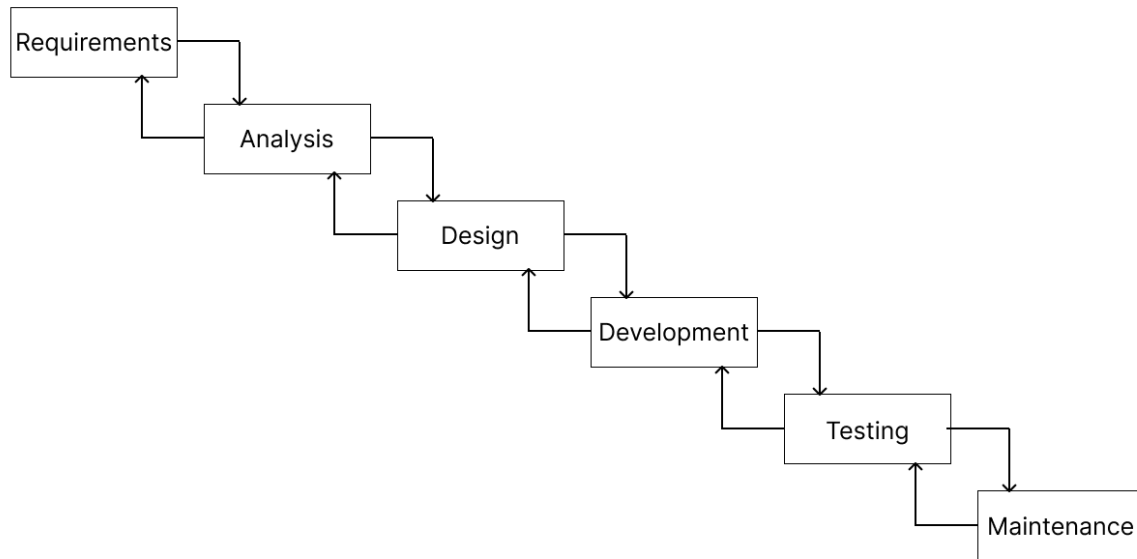 Requirements
Analysis
Design
Development
Testing
Maintenance